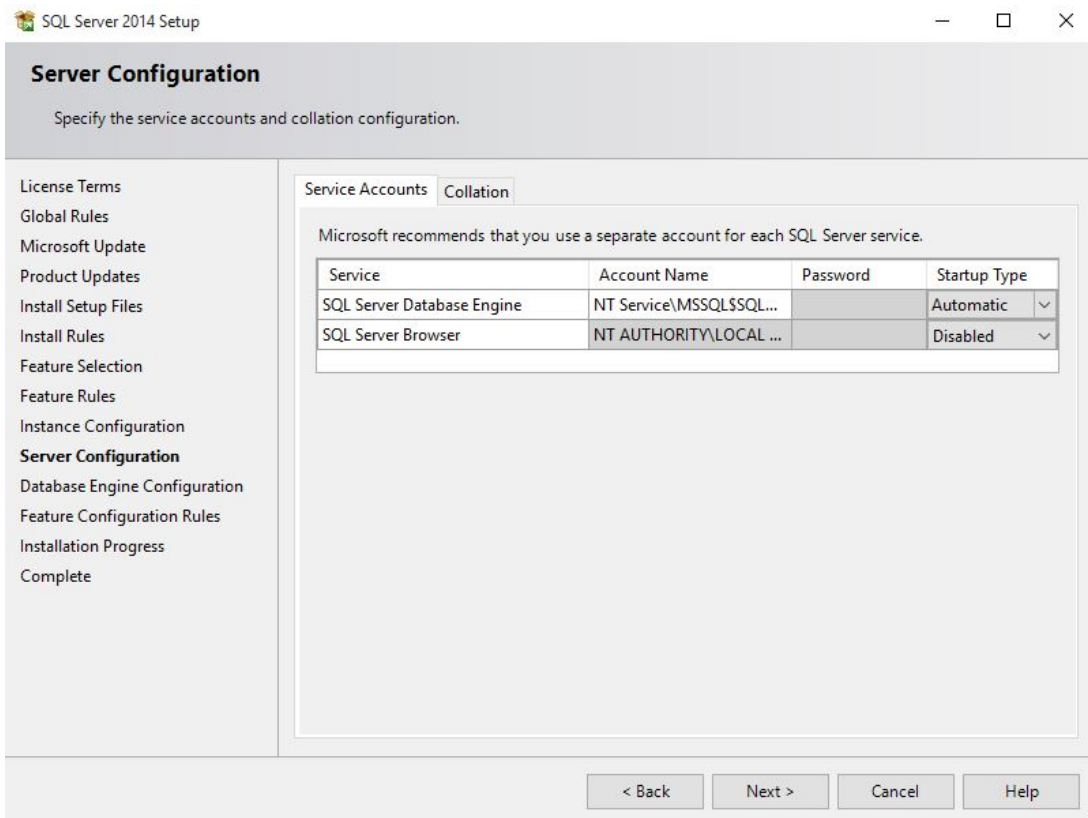 SQL Server 2014 Setup
Server Configuration
Specify the service accounts and collation configuration.
License Terms
Global Rules
Microsoft Update
Product Updates
Install Setup Files
Install Rules
Feature Selection
Feature Rules
Instance Configuration
Server Configuration
Database Engine Configuration
Feature Configuration Rules
Installation Progress
Complete
Service Accounts Collation
Microsoft recommends that you use a separate account for each SQL Server service.
Service Account Name Password Startup Type
SQL Server Database Engine NT Service\MSSQL$SQL... Automatic
SQL Server Browser NT AUTHORITY\LOCAL ... Disabled
< Back Next > Cancel Help